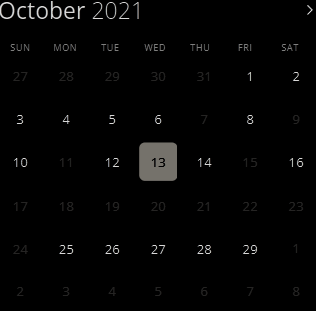 October 2021
SUN MON TUE WED THU FRI SAT
27 28 29 30 31 1 2
3 4 5 6 7 8 9
10 11 12 13 14 15 16
17 18 19 20 21 22 23
24 25 26 27 28 29 1
2 3 4 5 6 7 8